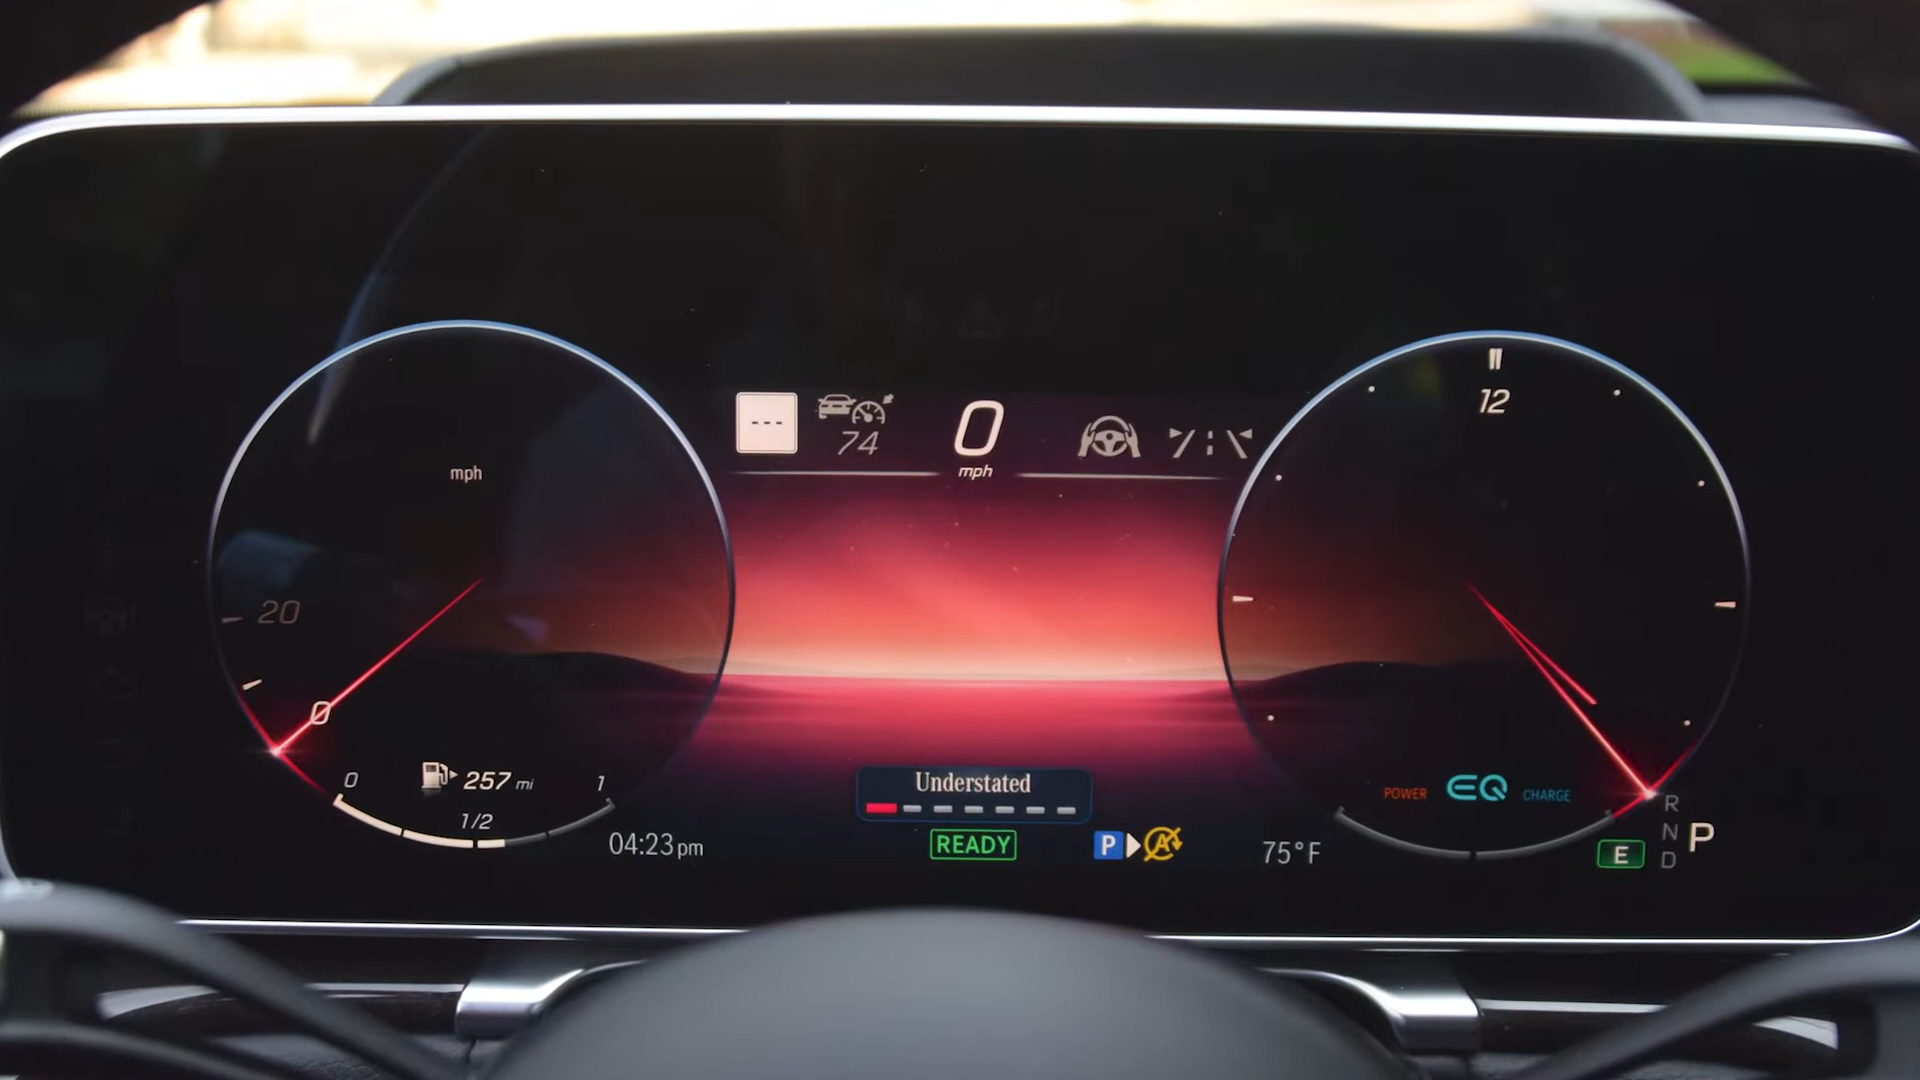 12
---
74
0
mph
mph
20
0
0
257 mi
1
1/2
04:23pm
Understated
READY
P
A
75°F
POWER
EQ
CHARGE
R
N
D
P
E